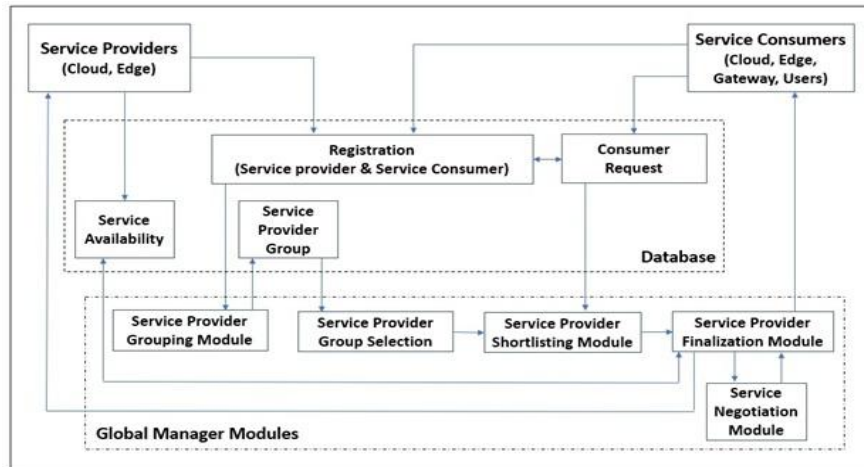 Service Providers
(Cloud, Edge)
Service Consumers
(Cloud, Edge,
Gateway, Users)
Registration
(Service provider & Service Consumer)
Consumer
Request
Service
Availability
Service
Provider
Group
Database
Service Provider
Grouping Module
Service Provider
Group Selection
Service Provider
Shortlisting Module
Service Provider
Finalization Module
Service
Negotiation
Module
Global Manager Modules